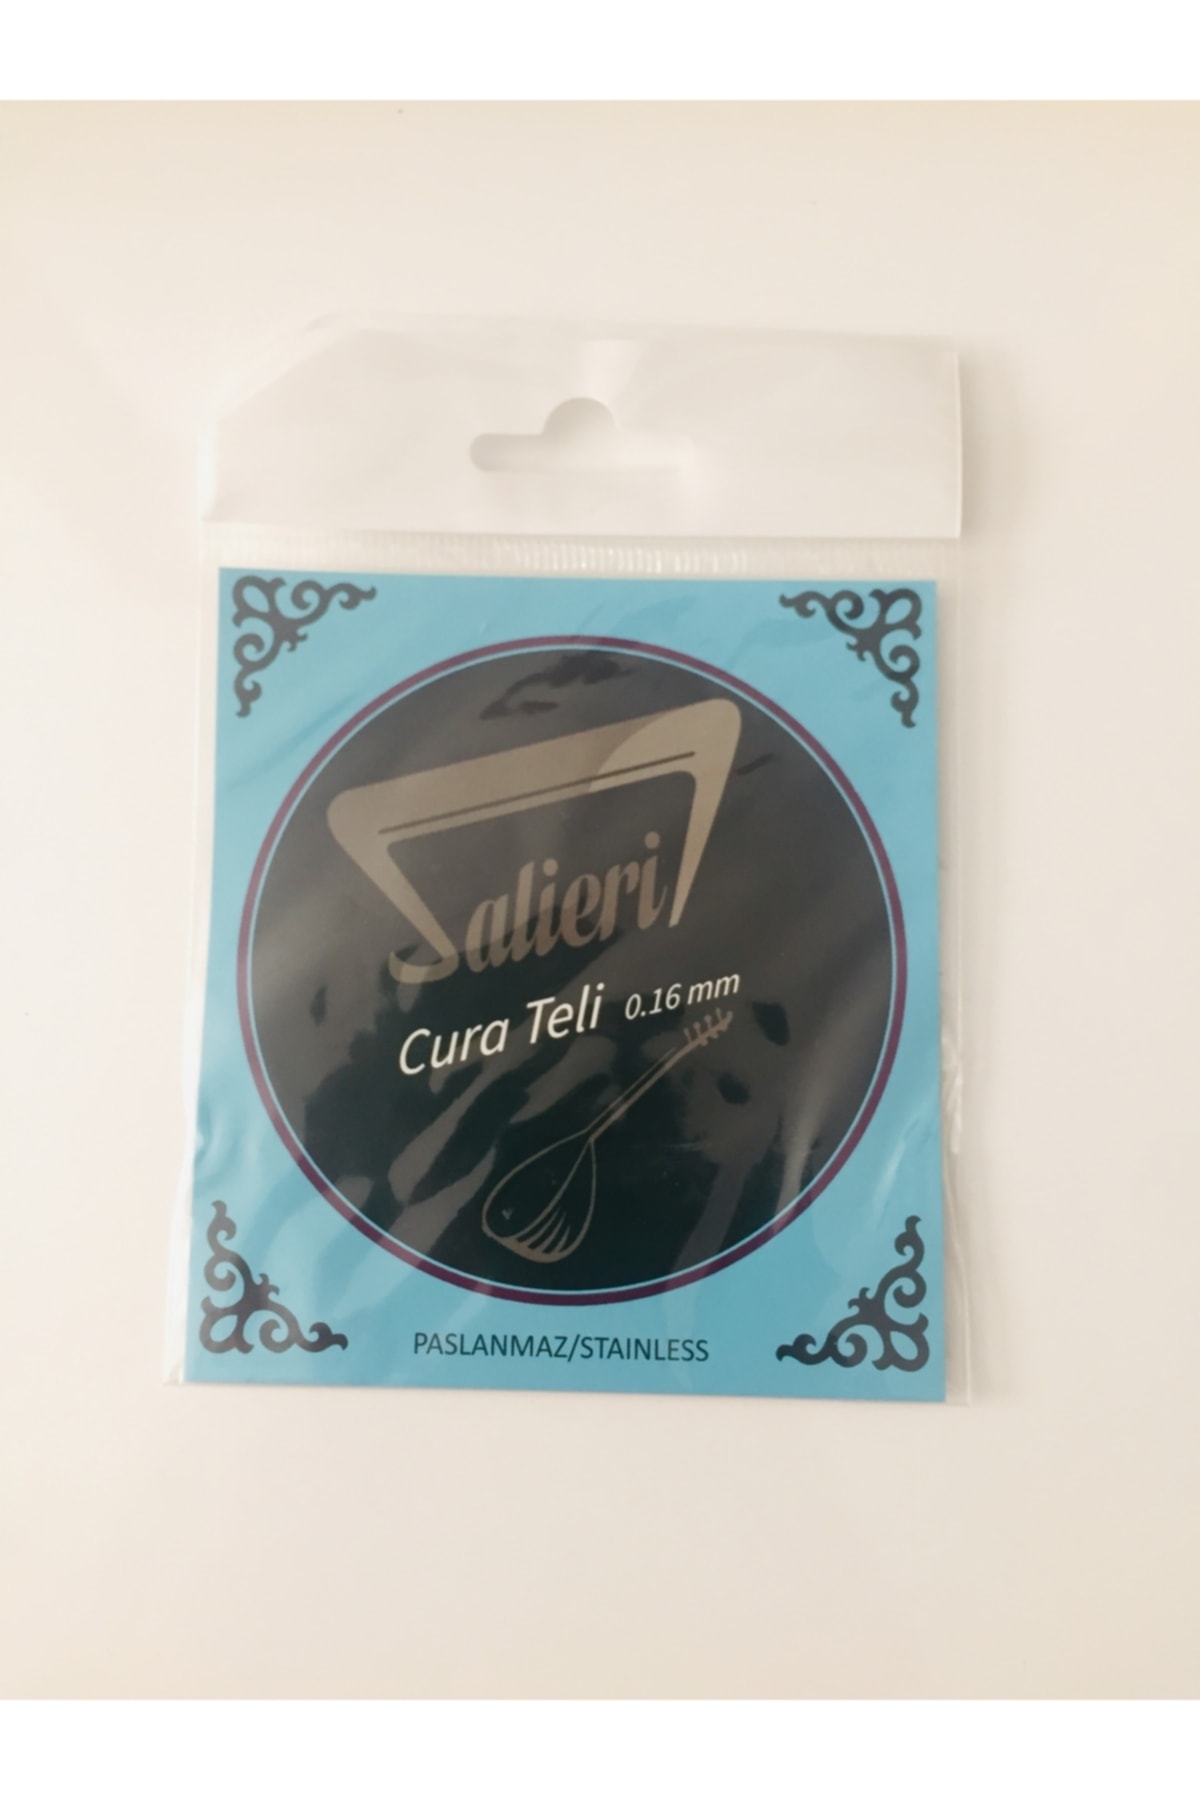 Salieri
Cura Teli 0.16 mm
PASLANMAZ/STAINLESS